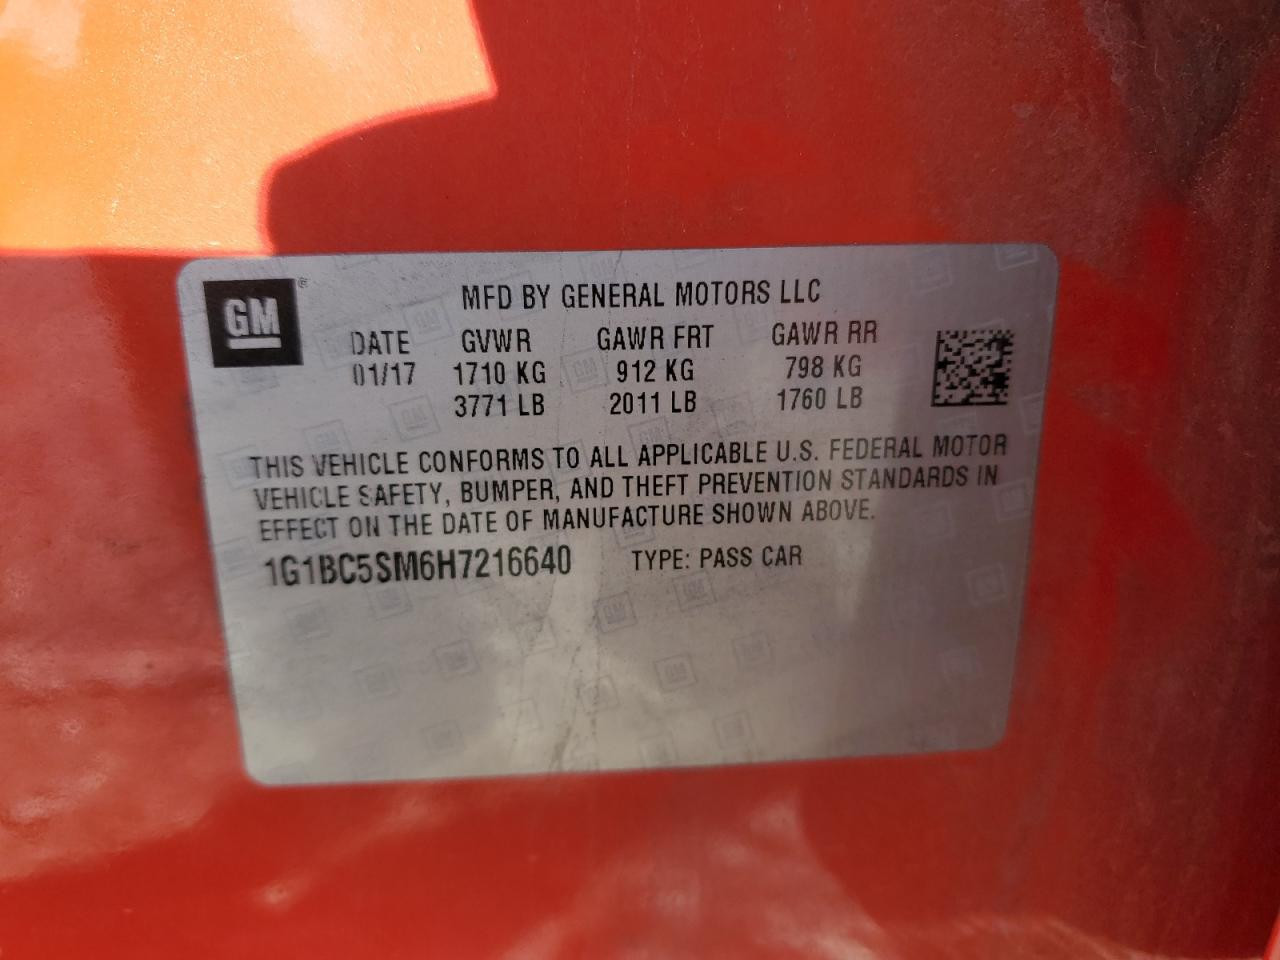 GM
MFD BY GENERAL MOTORS LLC
DATE GVWR GAWR FRT GAWR RR
01/17 1710 KG 912 KG 798 KG
3771 LB 2011 LB 1760 LB
THIS VEHICLE CONFORMS TO ALL APPLICABLE U.S. FEDERAL MOTOR
VEHICLE SAFETY, BUMPER, AND THEFT PREVENTION STANDARDS IN
EFFECT ON THE DATE OF MANUFACTURE SHOWN ABOVE.
1G1BC5SM6H7216640 TYPE: PASS CAR